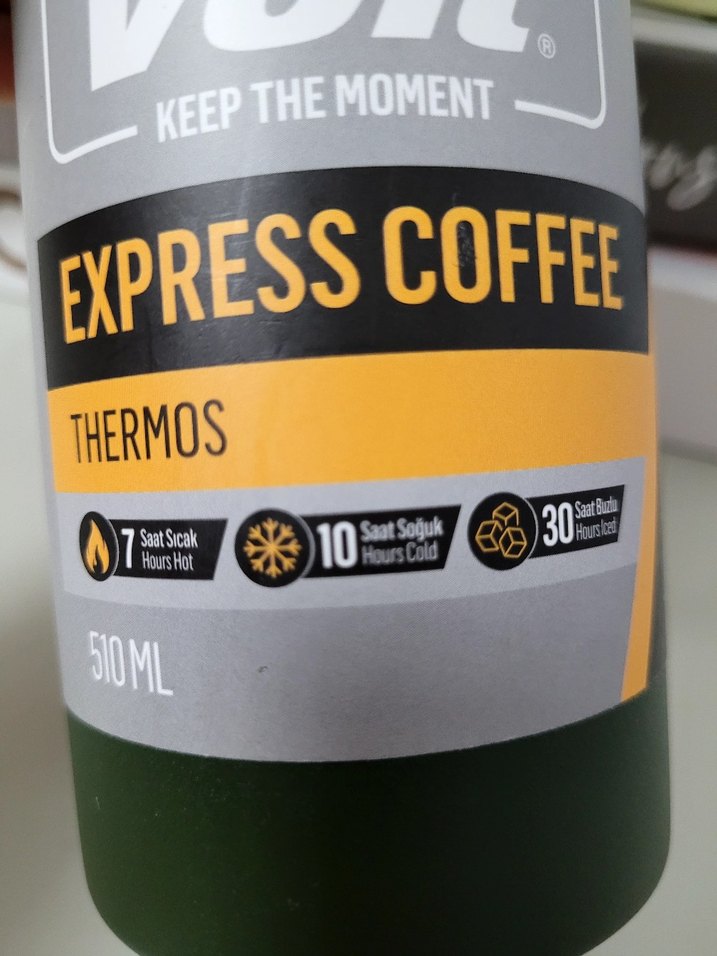 KEEP THE MOMENT
EXPRESS COFFEE
THERMOS
7 Saat Sıcak
Hours Hot
10 Saat Soğuk
Hours Cold
30 Saat Buzlu
Hours Iced
510 ML